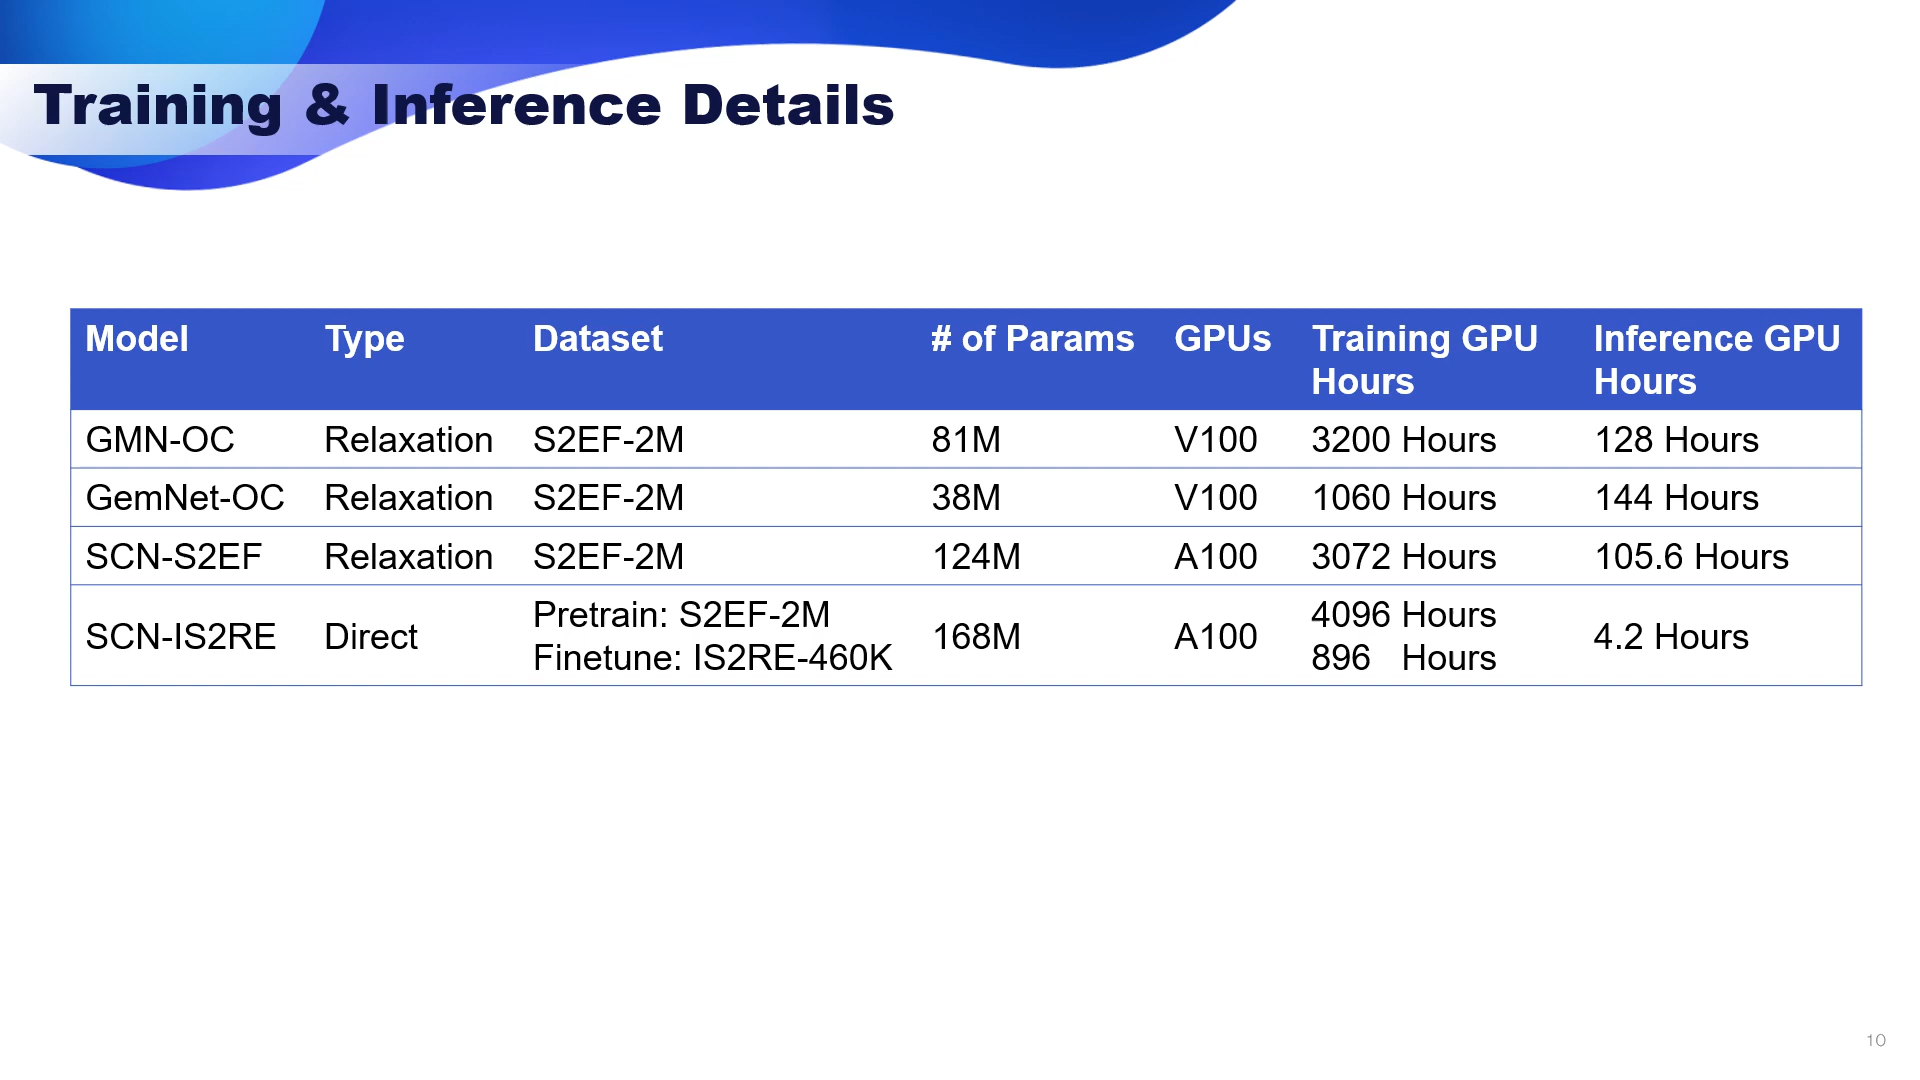 Training & Inference Details
Model Type Dataset # of Params GPUs Training GPU Hours Inference GPU Hours
GMN-OC Relaxation S2EF-2M 81M V100 3200 Hours 128 Hours
GemNet-OC Relaxation S2EF-2M 38M V100 1060 Hours 144 Hours
SCN-S2EF Relaxation S2EF-2M 124M A100 3072 Hours 105.6 Hours
SCN-IS2RE Direct Pretrain: S2EF-2M Finetune: IS2RE-460K 168M A100 4096 Hours 896 Hours 4.2 Hours
10